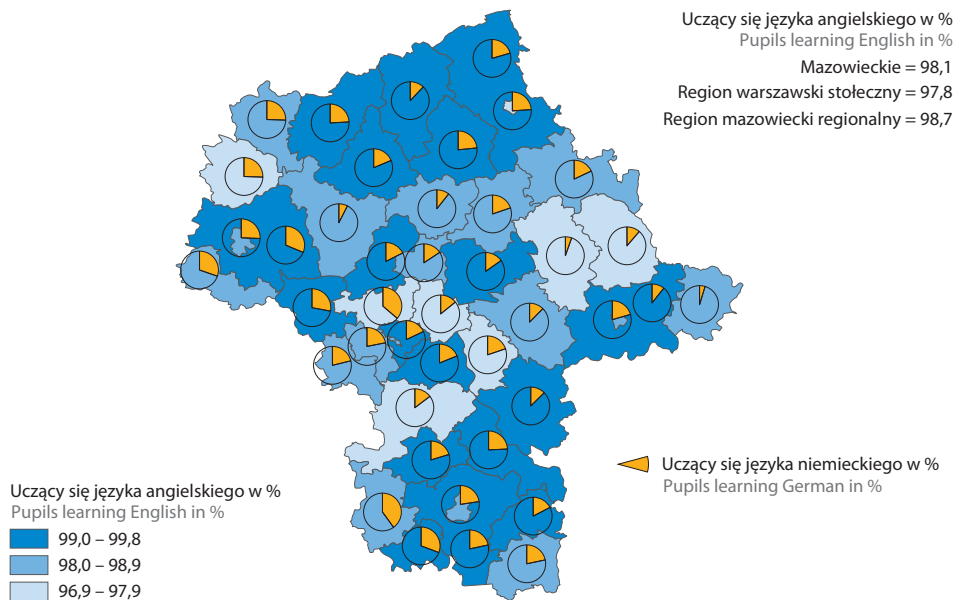 Uczący się języka angielskiego w %
Pupils learning English in %
Mazowieckie = 98,1
Region warszawski stołeczny = 97,8
Region mazowiecki regionalny = 98,7
Uczący się języka niemieckiego w %
Pupils learning German in %
Uczący się języka angielskiego w %
Pupils learning English in %
99,0 – 99,8
98,0 – 98,9
96,9 – 97,9